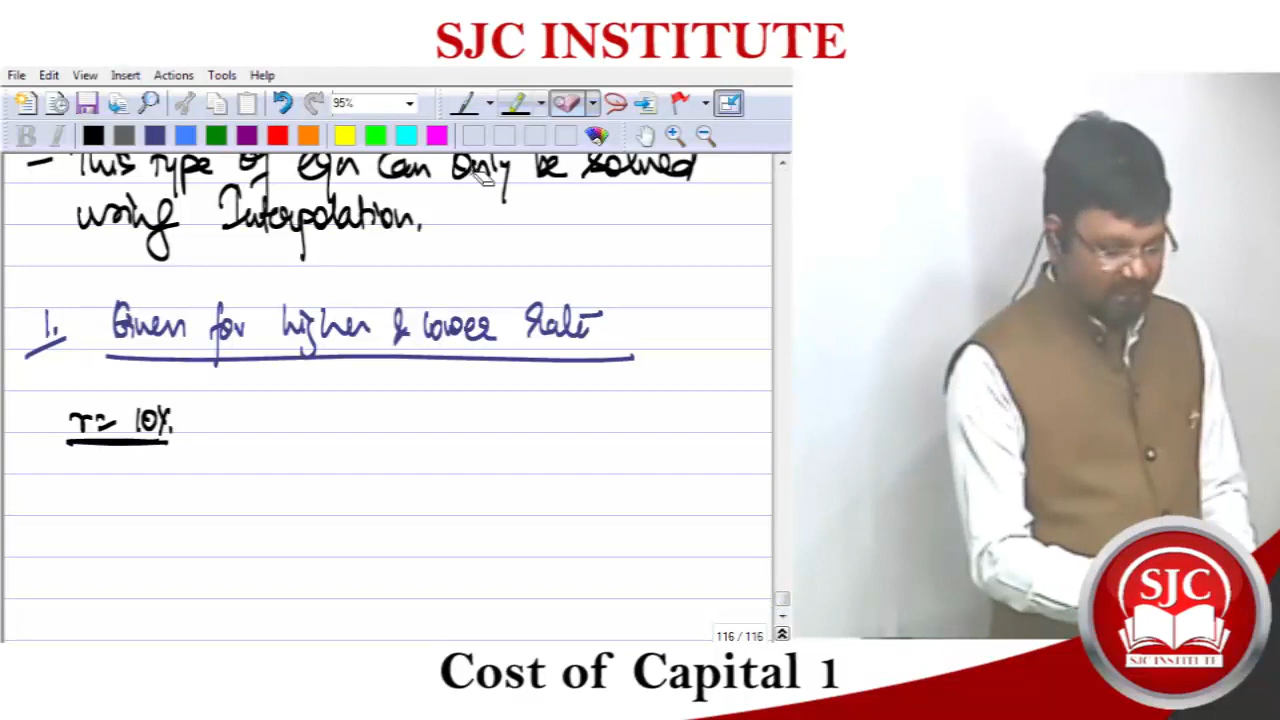 SJC INSTITUTE
File Edit View Insert Actions Tools Help
95%
B I
- This type of eqn can only be solved
using Interpolation.
1. Given for higher & lower rate
r = 10%
116 / 116
SJC
SJC INSTITUTE
Cost of Capital 1